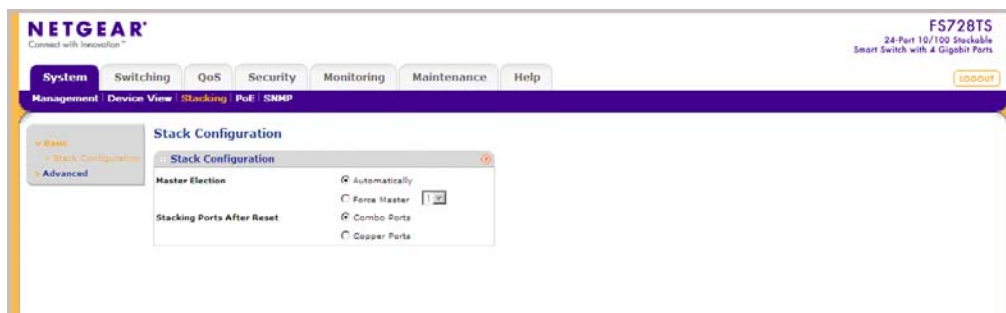 NETGEAR®
Connect with Innovation™
FS728TS
24-Port 10/100 Stackable
Smart Switch with 4 Gigabit Ports
System Switching QoS Security Monitoring Maintenance Help
LOGOUT
Management Device View Stacking PoE SNMP
Basic
Stack Configuration
Advanced
Stack Configuration
Stack Configuration
Master Election Automatically
Force Master 1
Stacking Ports After Reset Combo Ports
Copper Ports